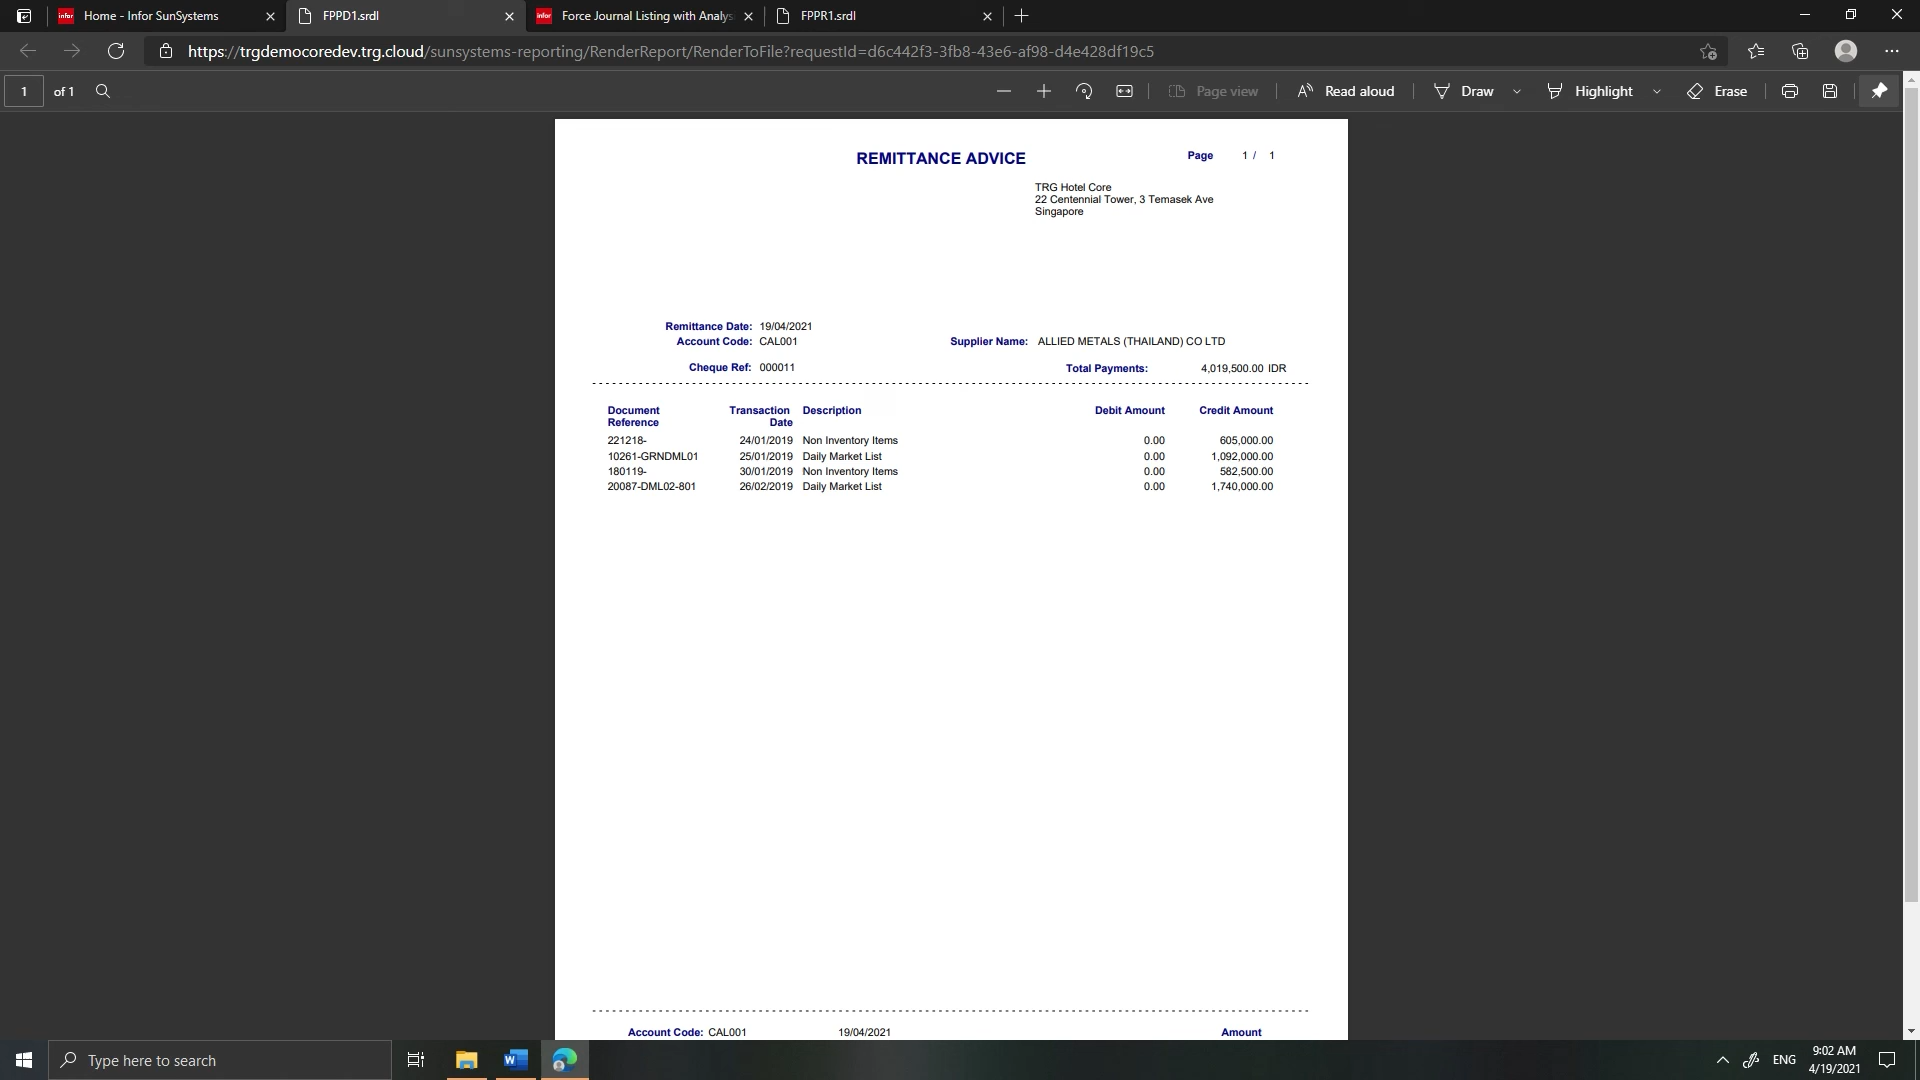 infor Home - Infor SunSystems
FPPD1.srdl
infor Force Journal Listing with Analys
FPPR1.srdl
https://trgdemocoredev.trg.cloud/sunsystems-reporting/RenderReport/RenderToFile?requestId=d6c442f3-3fb8-43e6-af98-d4e428df19c5
1 of 1 Page view Read aloud Draw Highlight Erase
REMITTANCE ADVICE Page 1 / 1
TRG Hotel Core
22 Centennial Tower, 3 Temasek Ave
Singapore
Remittance Date: 19/04/2021
Account Code: CAL001 Supplier Name: ALLIED METALS (THAILAND) CO LTD
Cheque Ref: 000011 Total Payments: 4,019,500.00 IDR
Document Reference Transaction Date Description Debit Amount Credit Amount
221218- 24/01/2019 Non Inventory Items 0.00 605,000.00
10261-GRNDML01 25/01/2019 Daily Market List 0.00 1,092,000.00
180119- 30/01/2019 Non Inventory Items 0.00 582,500.00
20087-DML02-801 26/02/2019 Daily Market List 0.00 1,740,000.00
Account Code: CAL001 19/04/2021 Amount
Type here to search
ENG
9:02 AM
4/19/2021